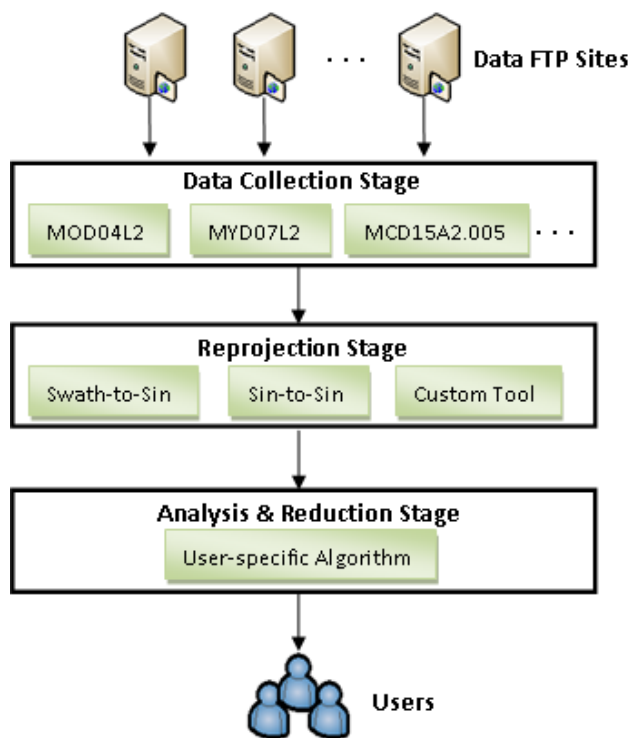 . . . Data FTP Sites
Data Collection Stage
MOD04L2 MYD07L2 MCD15A2.005 . . .
Reprojection Stage
Swath-to-Sin Sin-to-Sin Custom Tool
Analysis & Reduction Stage
User-specific Algorithm
Users